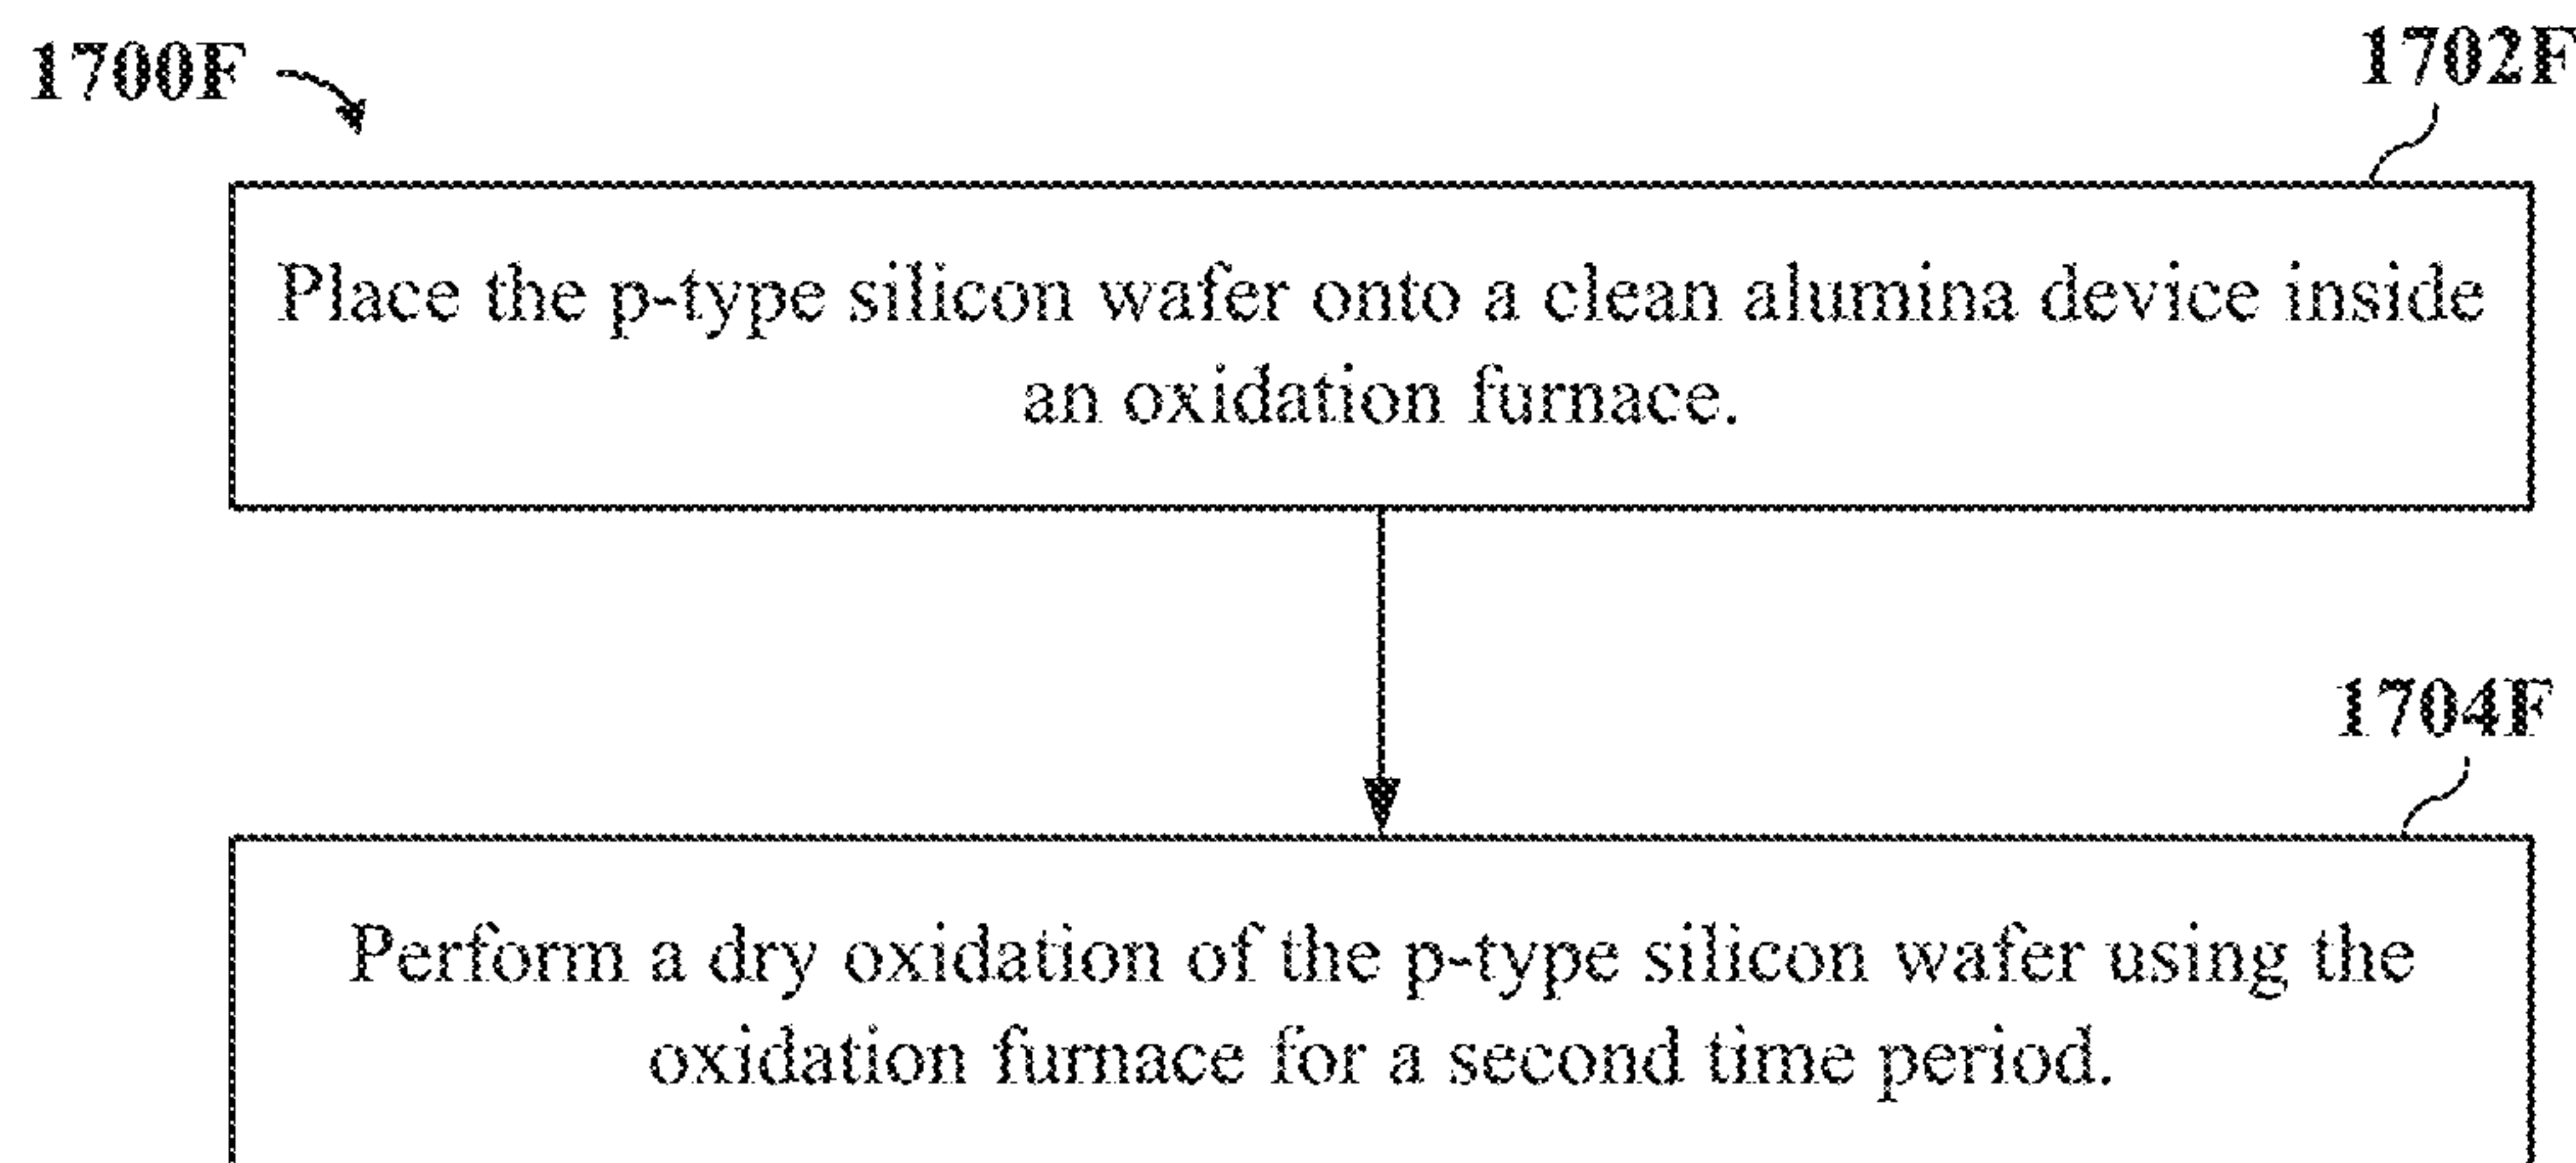 1700F
1702F
Place the p-type silicon wafer onto a clean alumina device inside
an oxidation furnace.
1704F
Perform a dry oxidation of the p-type silicon wafer using the
oxidation furnace for a second time period.